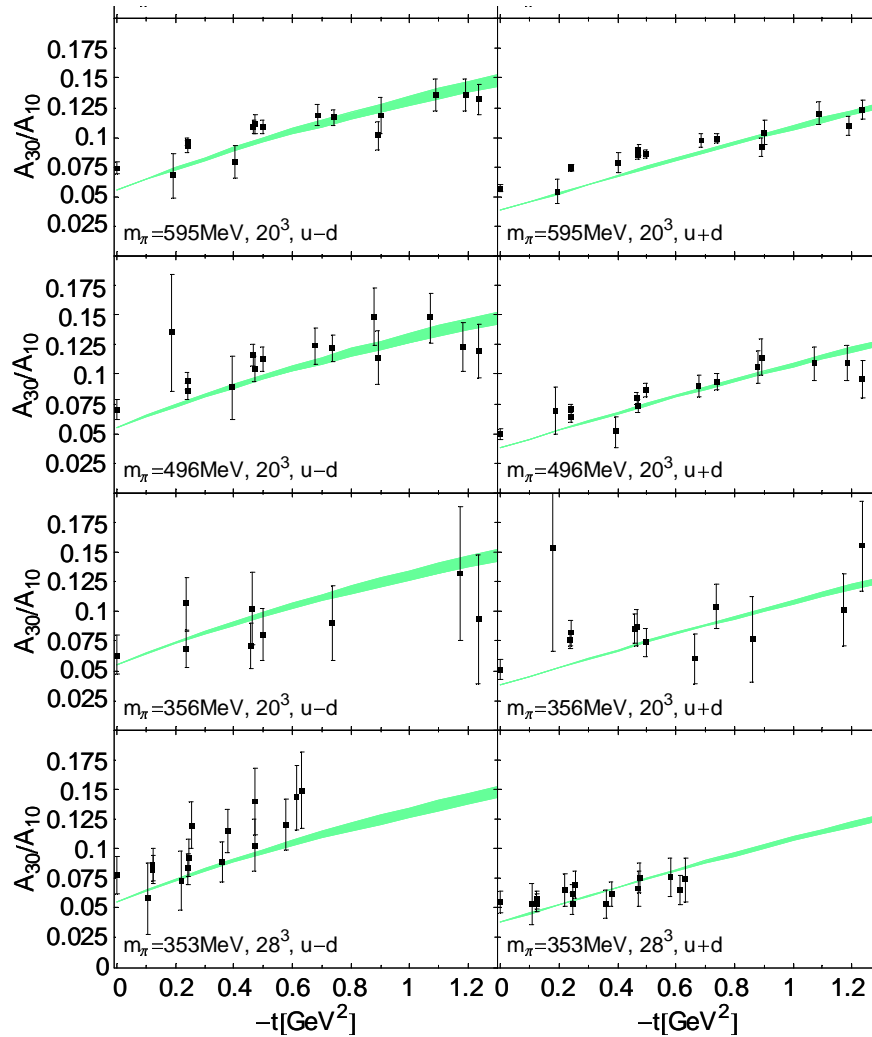 0.175
0.15
0.125
0.1
0.075
0.05
0.025
A₃₀/A₁₀
mπ=595MeV, 20³, u−d
mπ=595MeV, 20³, u+d
0.175
0.15
0.125
0.1
0.075
0.05
0.025
A₃₀/A₁₀
mπ=496MeV, 20³, u−d
mπ=496MeV, 20³, u+d
0.175
0.15
0.125
0.1
0.075
0.05
0.025
A₃₀/A₁₀
mπ=356MeV, 20³, u−d
mπ=356MeV, 20³, u+d
0.175
0.15
0.125
0.1
0.075
0.05
0.025
0
A₃₀/A₁₀
mπ=353MeV, 28³, u−d
mπ=353MeV, 28³, u+d
0 0.2 0.4 0.6 0.8 1 1.2 0 0.2 0.4 0.6 0.8 1 1.2
−t[GeV²] −t[GeV²]